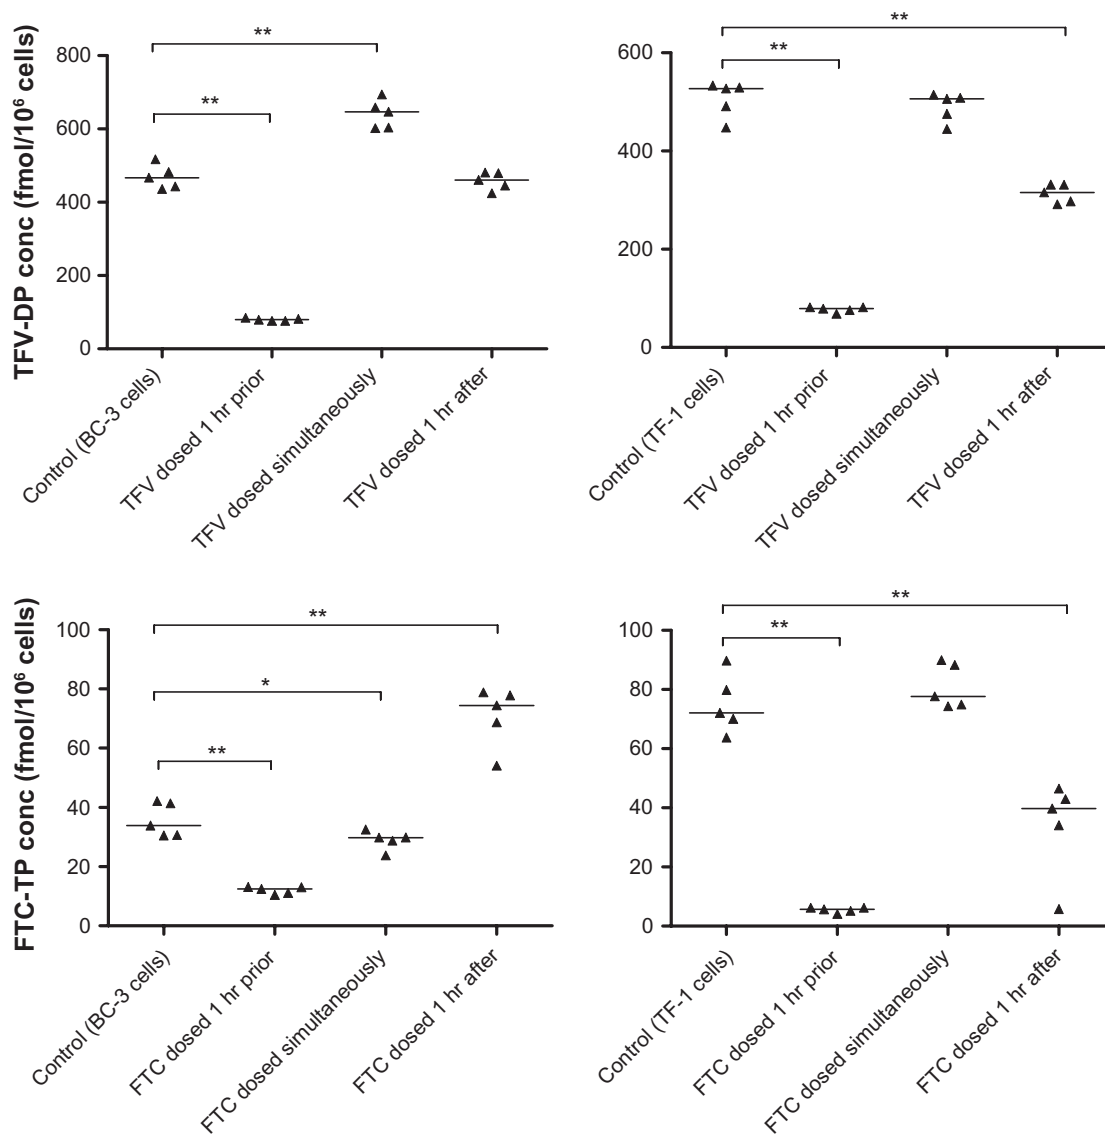 TFV-DP conc (fmol/10⁶ cells)
800
600
400
200
0
**
**
Control (BC-3 cells)
TFV dosed 1 hr prior
TFV dosed simultaneously
TFV dosed 1 hr after
600
400
200
0
**
**
Control (TF-1 cells)
TFV dosed 1 hr prior
TFV dosed simultaneously
TFV dosed 1 hr after
FTC-TP conc (fmol/10⁶ cells)
100
80
60
40
20
0
**
*
**
Control (BC-3 cells)
FTC dosed 1 hr prior
FTC dosed simultaneously
FTC dosed 1 hr after
100
80
60
40
20
0
**
**
Control (TF-1 cells)
FTC dosed 1 hr prior
FTC dosed simultaneously
FTC dosed 1 hr after